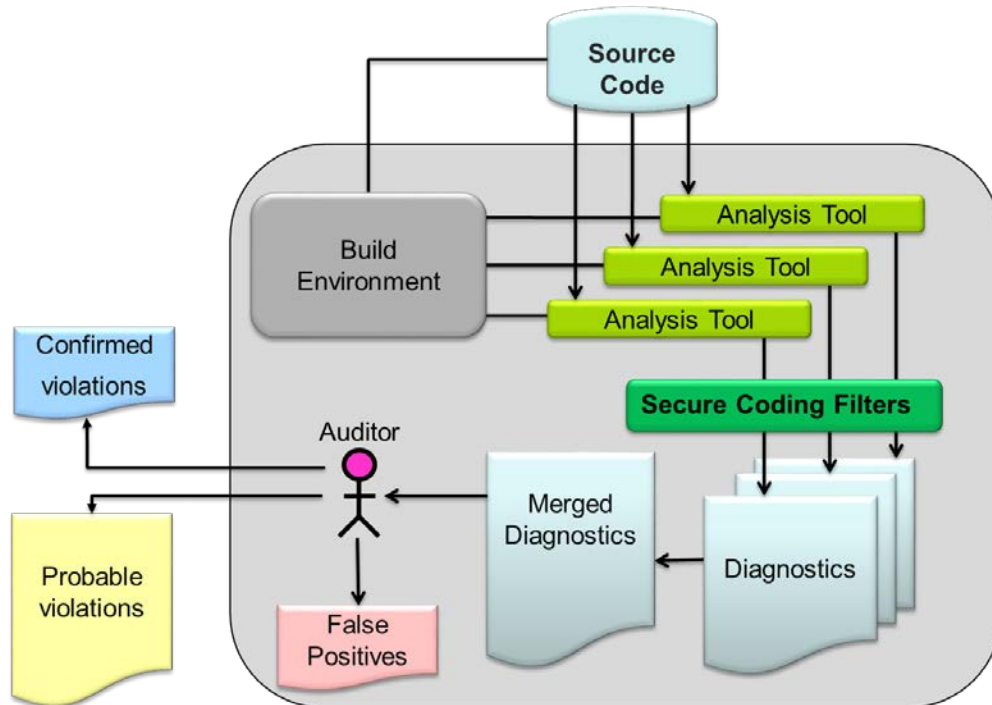 Source
Code
Analysis Tool
Build
Environment
Analysis Tool
Analysis Tool
Confirmed
violations
Secure Coding Filters
Auditor
Merged
Diagnostics
Diagnostics
Probable
violations
False
Positives